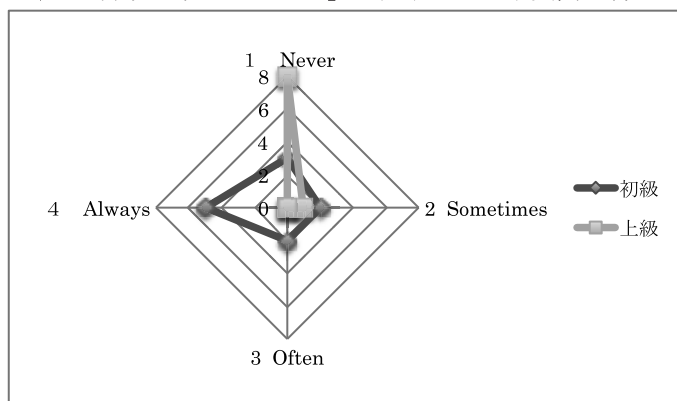 1 Never
8
6
4
2
0
4 Always
2 Sometimes
3 Often
初級
上級